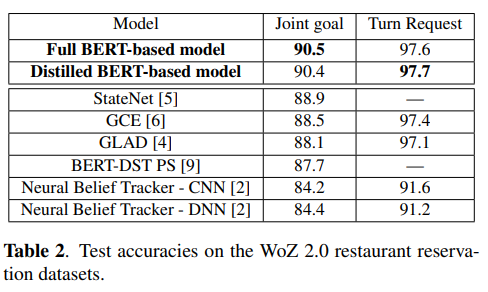 Model Joint goal Turn Request
Full BERT-based model 90.5 97.6
Distilled BERT-based model 90.4 97.7
StateNet [5] 88.9 —
GCE [6] 88.5 97.4
GLAD [4] 88.1 97.1
BERT-DST PS [9] 87.7 —
Neural Belief Tracker - CNN [2] 84.2 91.6
Neural Belief Tracker - DNN [2] 84.4 91.2
Table 2. Test accuracies on the WoZ 2.0 restaurant reserva-
tion datasets.